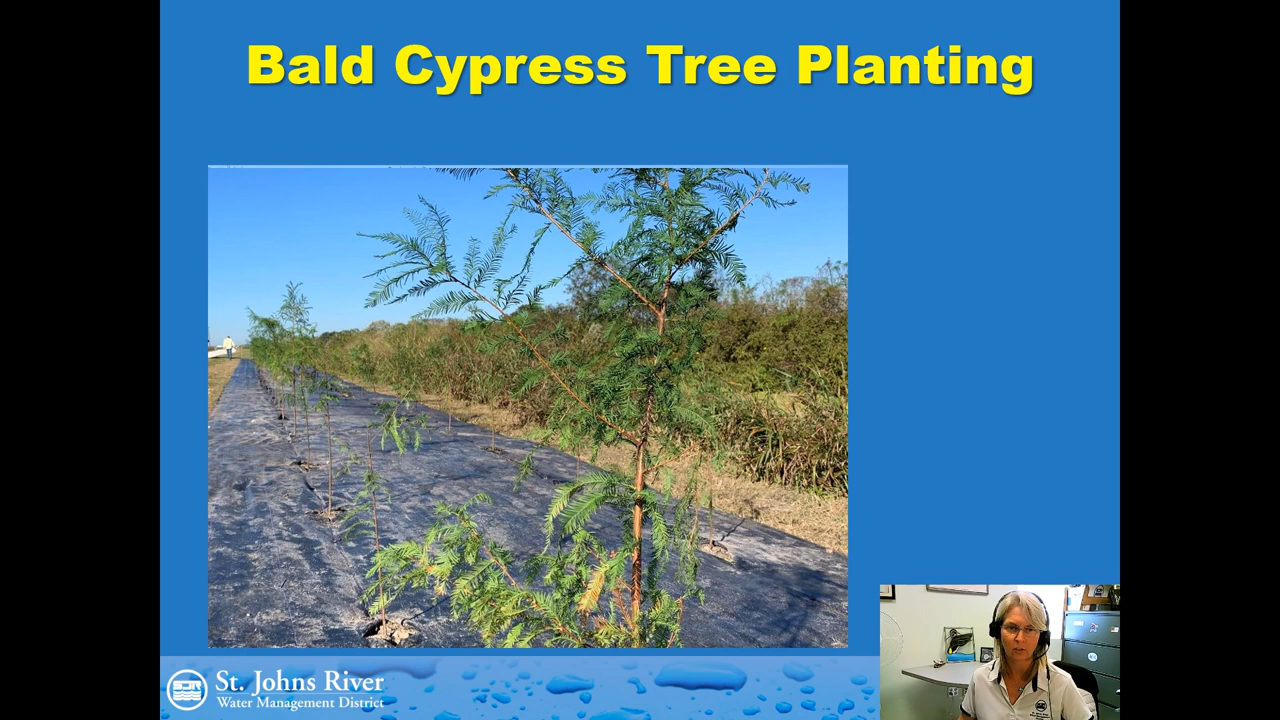 Bald Cypress Tree Planting
St. Johns River
Water Management District